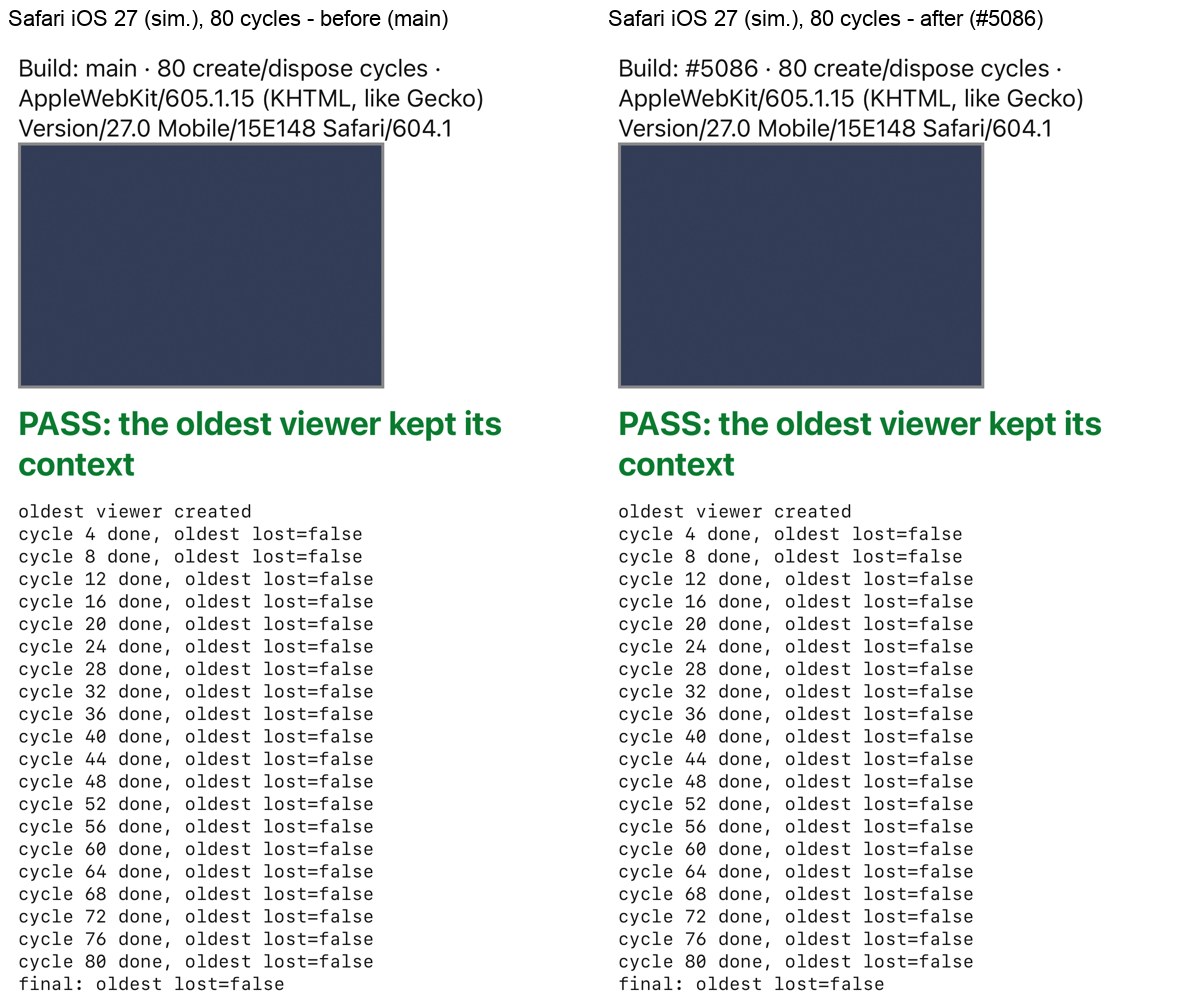 Safari iOS 27 (sim.), 80 cycles - before (main)
Build: main · 80 create/dispose cycles ·
AppleWebKit/605.1.15 (KHTML, like Gecko)
Version/27.0 Mobile/15E148 Safari/604.1
PASS: the oldest viewer kept its
context
oldest viewer created
cycle 4 done, oldest lost=false
cycle 8 done, oldest lost=false
cycle 12 done, oldest lost=false
cycle 16 done, oldest lost=false
cycle 20 done, oldest lost=false
cycle 24 done, oldest lost=false
cycle 28 done, oldest lost=false
cycle 32 done, oldest lost=false
cycle 36 done, oldest lost=false
cycle 40 done, oldest lost=false
cycle 44 done, oldest lost=false
cycle 48 done, oldest lost=false
cycle 52 done, oldest lost=false
cycle 56 done, oldest lost=false
cycle 60 done, oldest lost=false
cycle 64 done, oldest lost=false
cycle 68 done, oldest lost=false
cycle 72 done, oldest lost=false
cycle 76 done, oldest lost=false
cycle 80 done, oldest lost=false
final: oldest lost=false
Safari iOS 27 (sim.), 80 cycles - after (#5086)
Build: #5086 · 80 create/dispose cycles ·
AppleWebKit/605.1.15 (KHTML, like Gecko)
Version/27.0 Mobile/15E148 Safari/604.1
PASS: the oldest viewer kept its
context
oldest viewer created
cycle 4 done, oldest lost=false
cycle 8 done, oldest lost=false
cycle 12 done, oldest lost=false
cycle 16 done, oldest lost=false
cycle 20 done, oldest lost=false
cycle 24 done, oldest lost=false
cycle 28 done, oldest lost=false
cycle 32 done, oldest lost=false
cycle 36 done, oldest lost=false
cycle 40 done, oldest lost=false
cycle 44 done, oldest lost=false
cycle 48 done, oldest lost=false
cycle 52 done, oldest lost=false
cycle 56 done, oldest lost=false
cycle 60 done, oldest lost=false
cycle 64 done, oldest lost=false
cycle 68 done, oldest lost=false
cycle 72 done, oldest lost=false
cycle 76 done, oldest lost=false
cycle 80 done, oldest lost=false
final: oldest lost=false